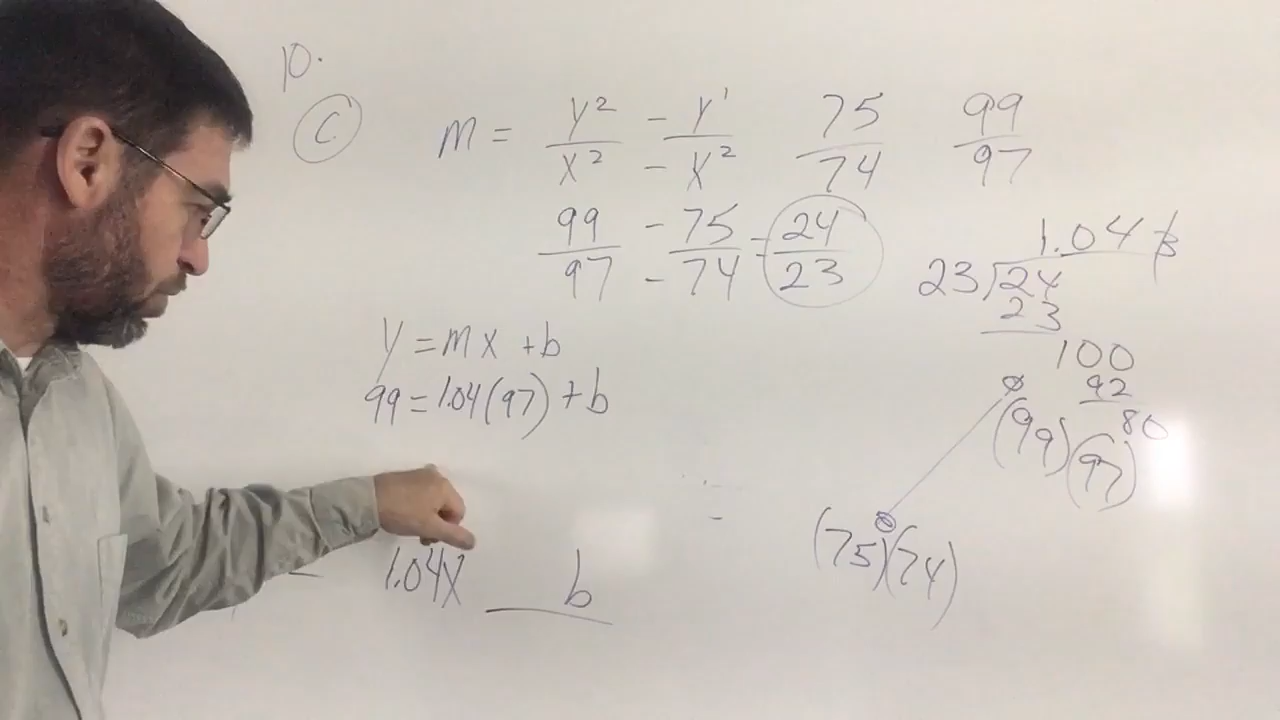 10.
C
m = y² - y¹ 75 99
x² - x² 74 97
99 - 75 = 24
97 - 74 23
1.04
23)24
23
100
92
80
y = mx + b
99 = 1.04(97) + b
(99)(97)
(75)(74)
1.04x b